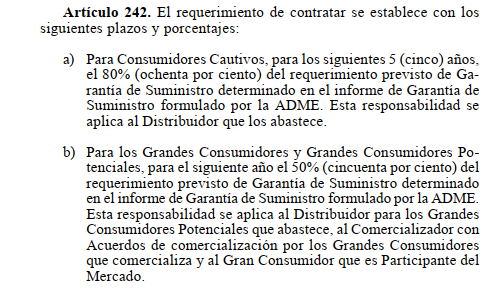 Artículo 242. El requerimiento de contratar se establece con los
siguientes plazos y porcentajes:
a) Para Consumidores Cautivos, para los siguientes 5 (cinco) años,
el 80% (ochenta por ciento) del requerimiento previsto de Ga-
rantía de Suministro determinado en el informe de Garantía de
Suministro formulado por la ADME. Esta responsabilidad se
aplica al Distribuidor que los abastece.
b) Para los Grandes Consumidores y Grandes Consumidores Po-
tenciales, para el siguiente año el 50% (cincuenta por ciento) del
requerimiento previsto de Garantía de Suministro determinado
en el informe de Garantía de Suministro formulado por la ADME.
Esta responsabilidad se aplica al Distribuidor para los Grandes
Consumidores Potenciales que abastece, al Comercializador con
Acuerdos de comercialización por los Grandes Consumidores
que comercializa y al Gran Consumidor que es Participante del
Mercado.